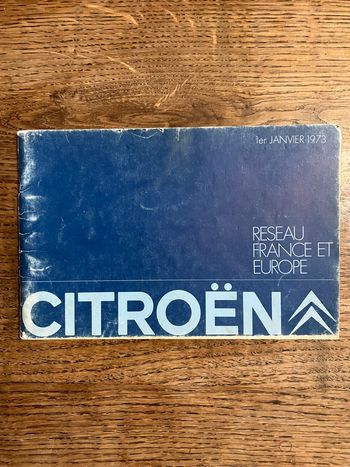 1er JANVIER 1973
RESEAU
FRANCE ET
EUROPE
CITROËN